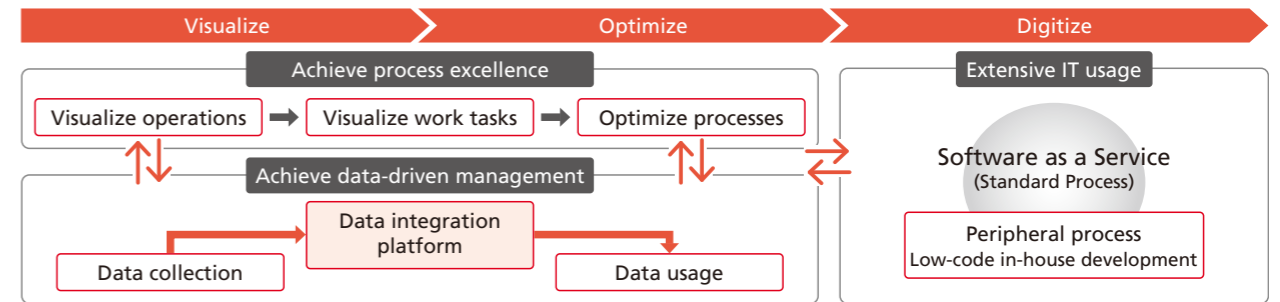 Visualize
Optimize
Digitize
Achieve process excellence
Visualize operations
Visualize work tasks
Optimize processes
Achieve data-driven management
Data integration
platform
Data collection
Data usage
Extensive IT usage
Software as a Service
(Standard Process)
Peripheral process
Low-code in-house development